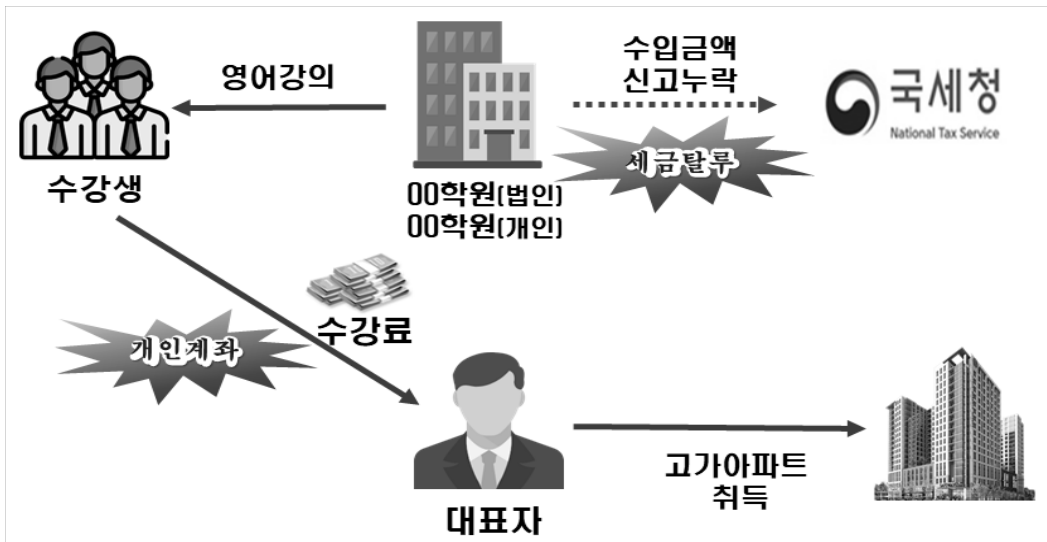 영어강의
수입금액
신고누락
국세청
National Tax Service
세금탈루
수강생
00학원(법인)
00학원(개인)
수강료
개인계좌
고가아파트
취득
대표자